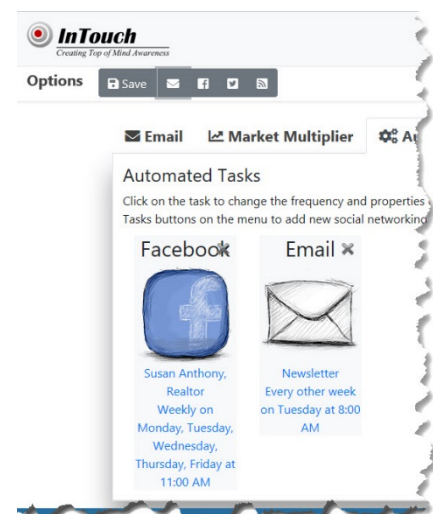 InTouch
Creating Top of Mind Awareness
Options
Save
Email
Market Multiplier
Automated Tasks
Click on the task to change the frequency and properties
Tasks buttons on the menu to add new social networking
Facebook
Susan Anthony,
Realtor
Weekly on
Monday, Tuesday,
Wednesday,
Thursday, Friday at
11:00 AM
Email
Newsletter
Every other week
on Tuesday at 8:00
AM